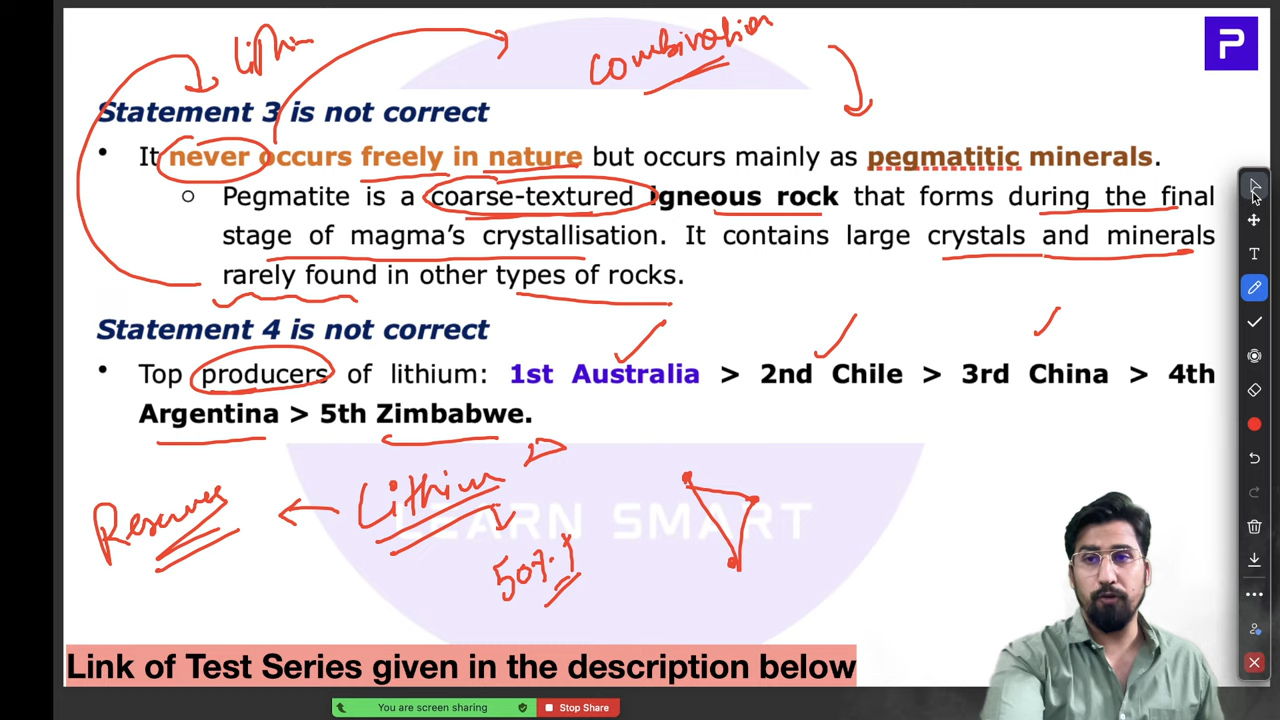 Lithiu
Combination
P
Statement 3 is not correct
• It never occurs freely in nature but occurs mainly as pegmatitic minerals.
○ Pegmatite is a coarse-textured igneous rock that forms during the final
stage of magma’s crystallisation. It contains large crystals and minerals
rarely found in other types of rocks.
Statement 4 is not correct
• Top producers of lithium: 1st Australia > 2nd Chile > 3rd China > 4th
Argentina > 5th Zimbabwe.
Reserves
Lithium
LEARN SMART
50%
Link of Test Series given in the description below
You are screen sharing
Stop Share